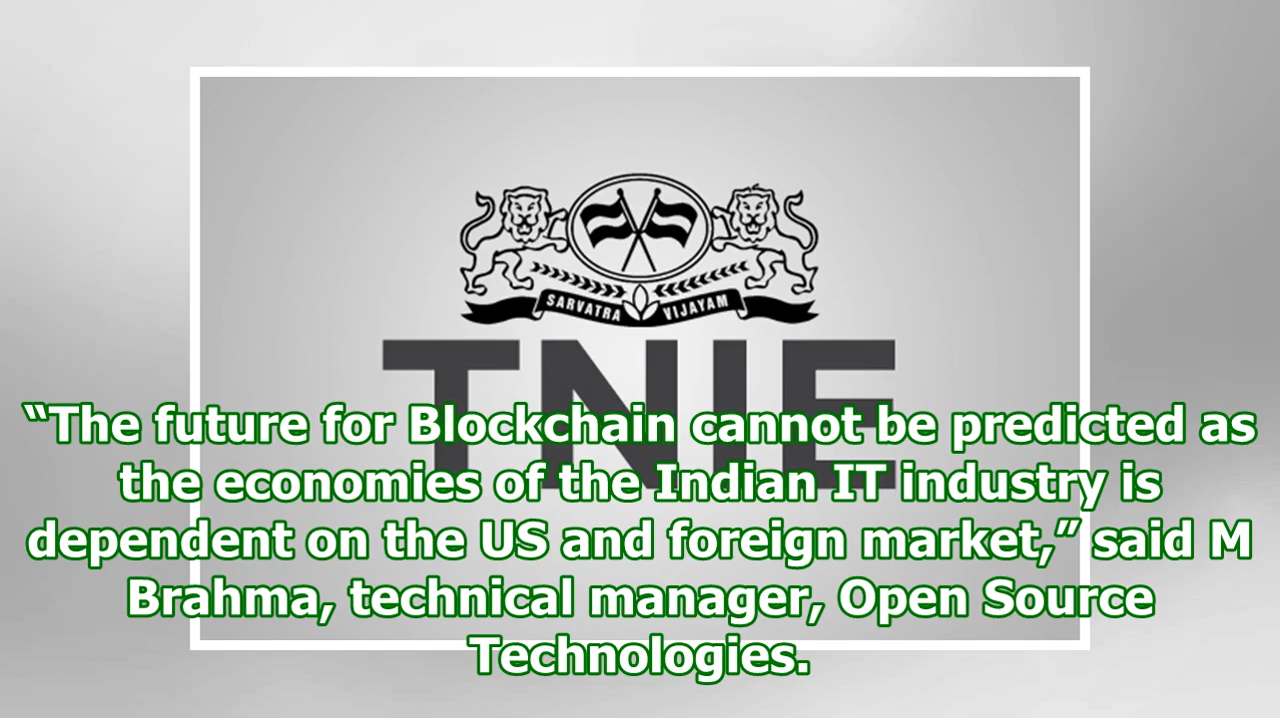 SARVATRA VIJAYAM
TNIE
“The future for Blockchain cannot be predicted as
the economies of the Indian IT industry is
dependent on the US and foreign market,” said M
Brahma, technical manager, Open Source
Technologies.